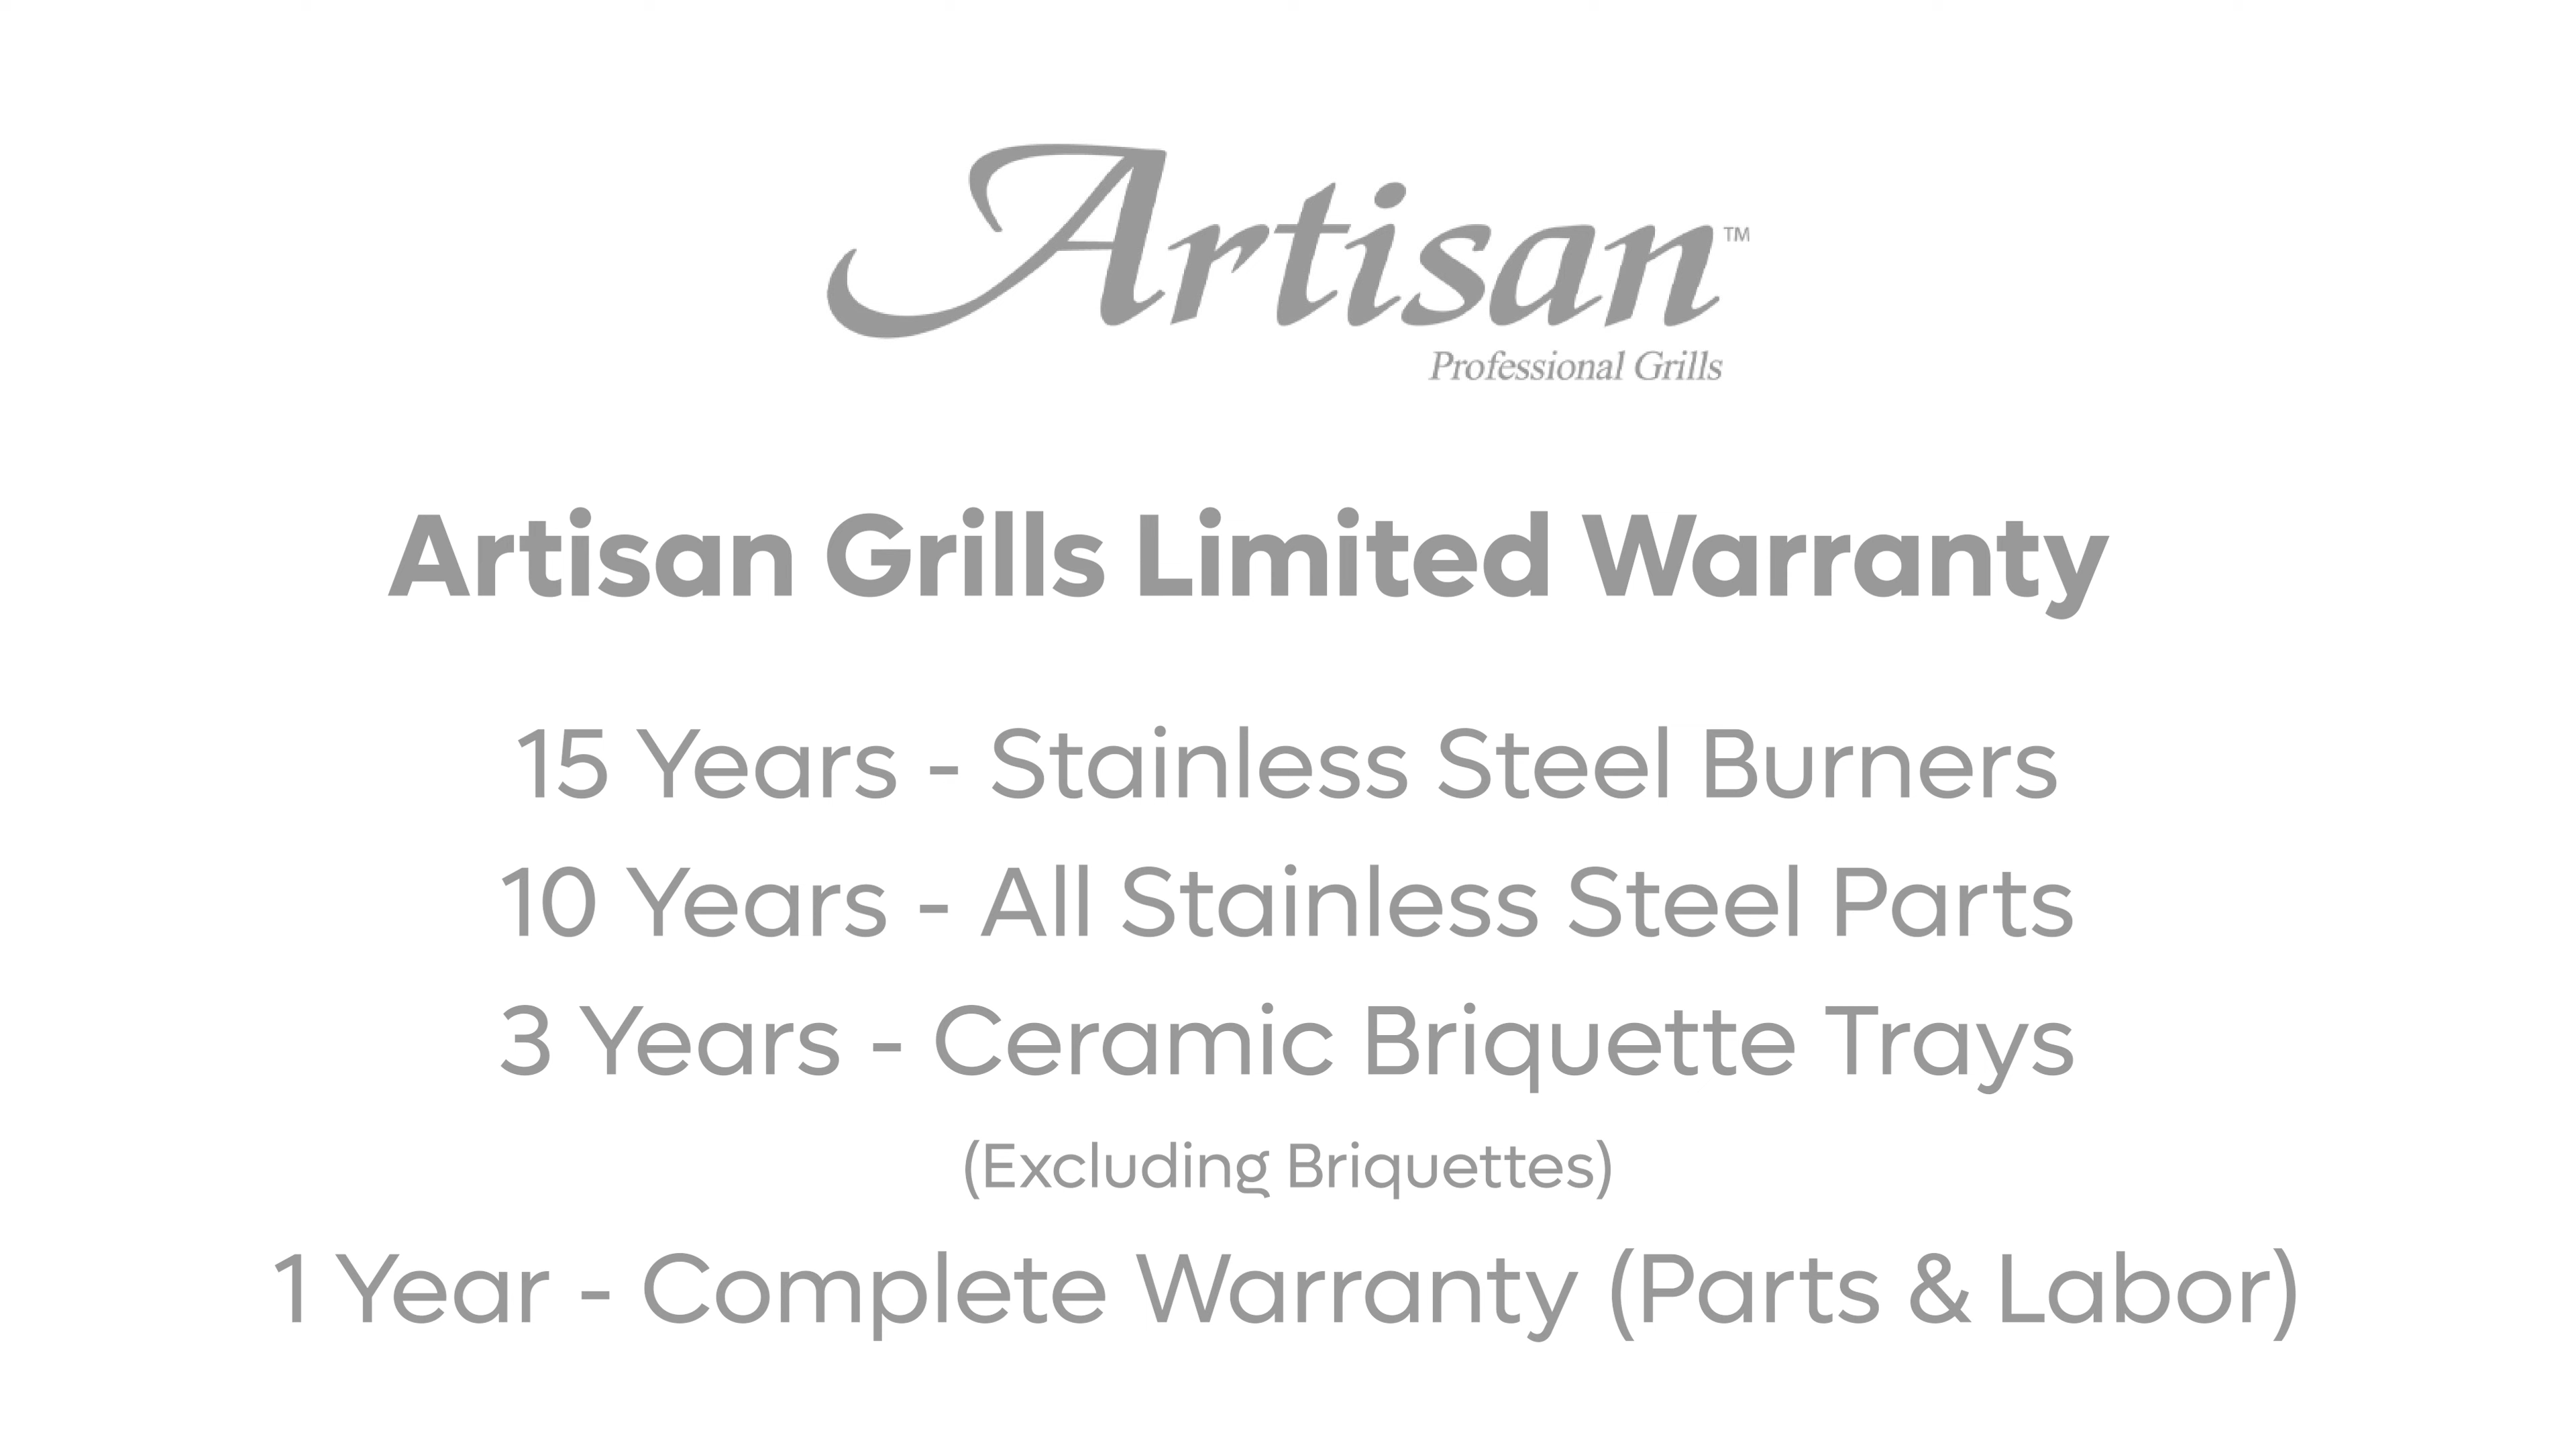 Artisan™
Professional Grills
Artisan Grills Limited Warranty
15 Years - Stainless Steel Burners
10 Years - All Stainless Steel Parts
3 Years - Ceramic Briquette Trays
(Excluding Briquettes)
1 Year - Complete Warranty (Parts & Labor)